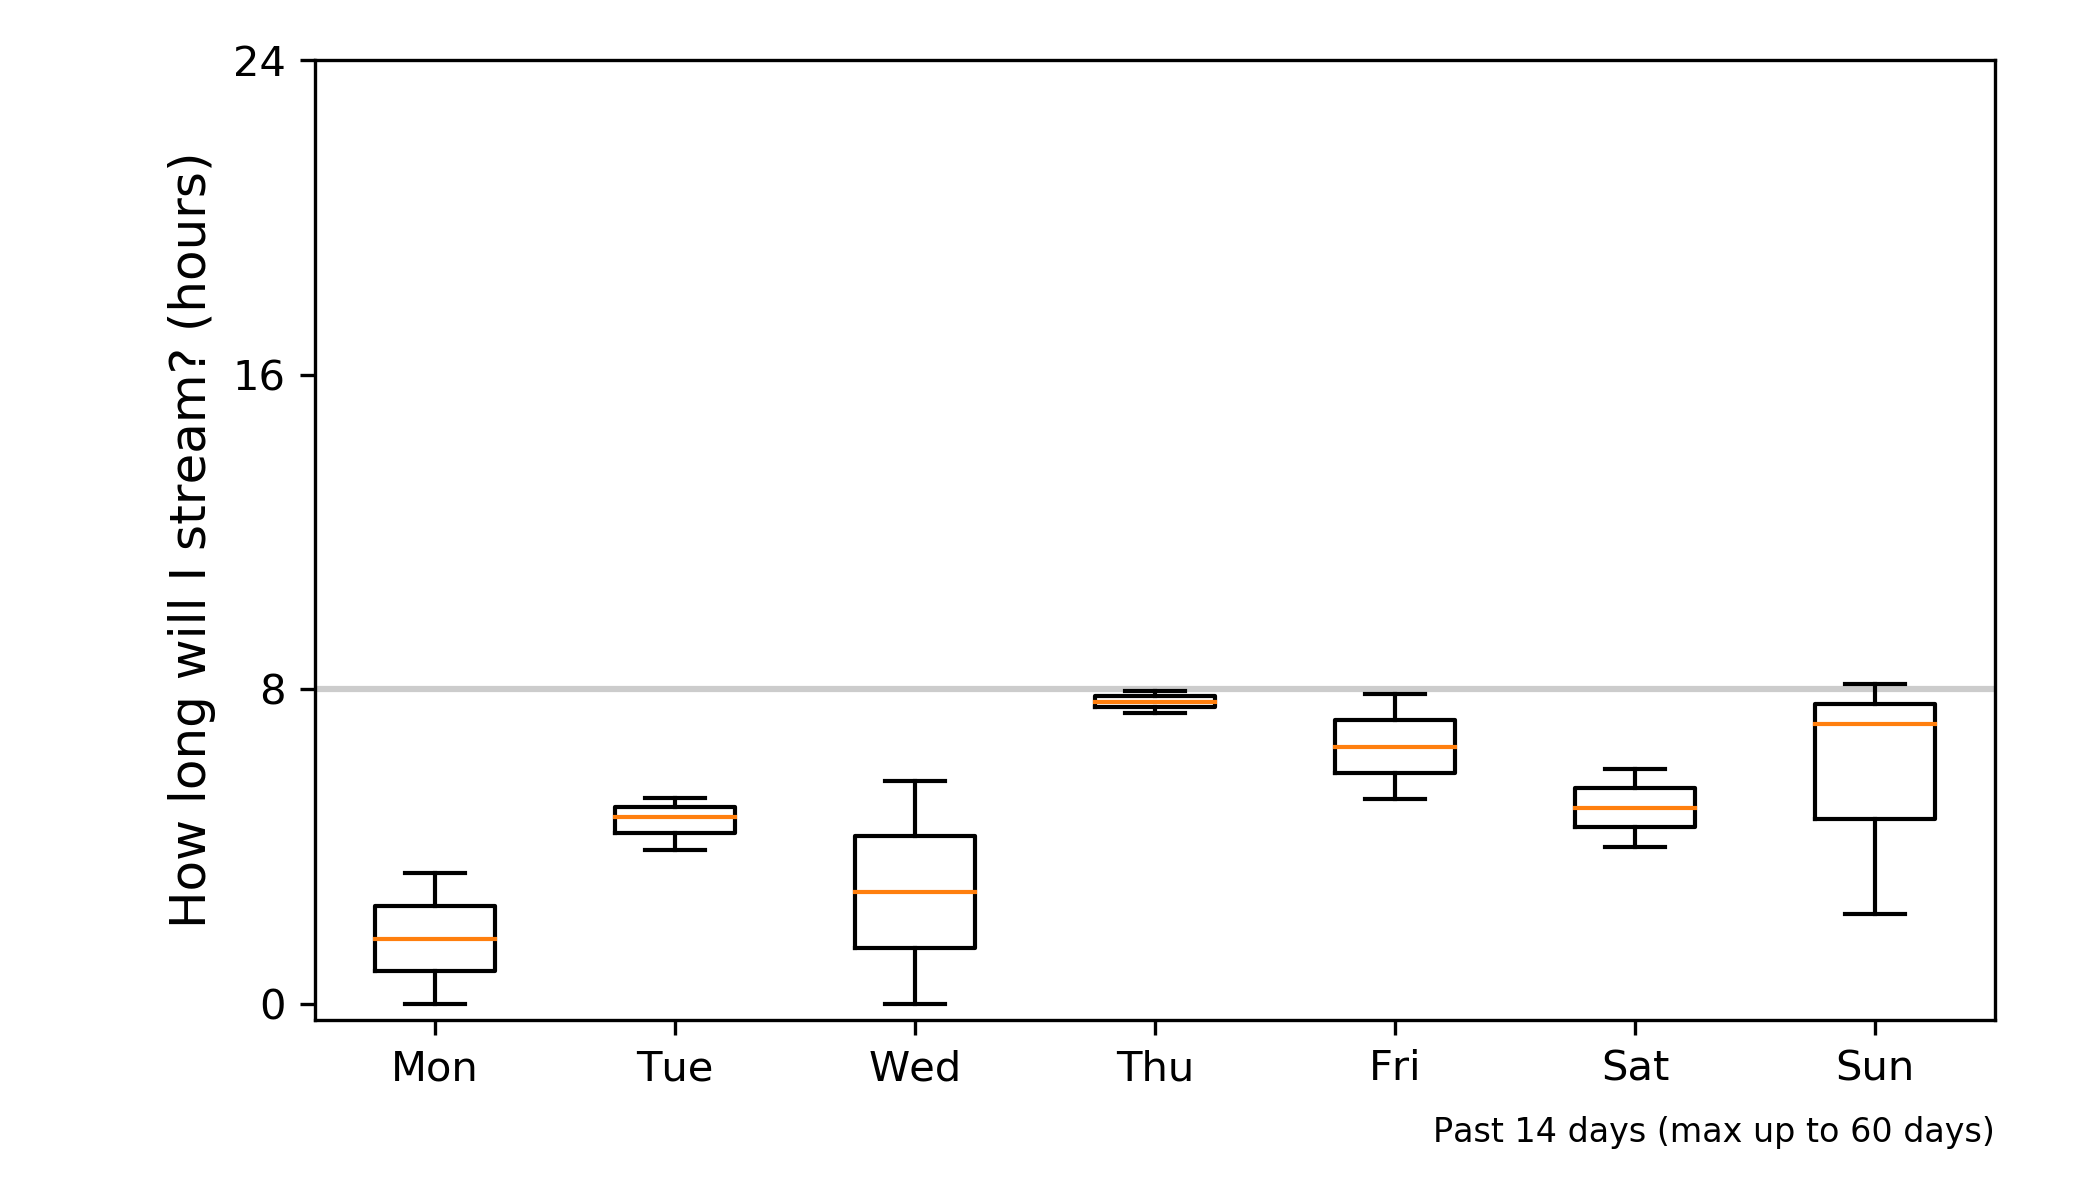 How long will I stream? (hours)
24
16
8
0
Mon Tue Wed Thu Fri Sat Sun
Past 14 days (max up to 60 days)